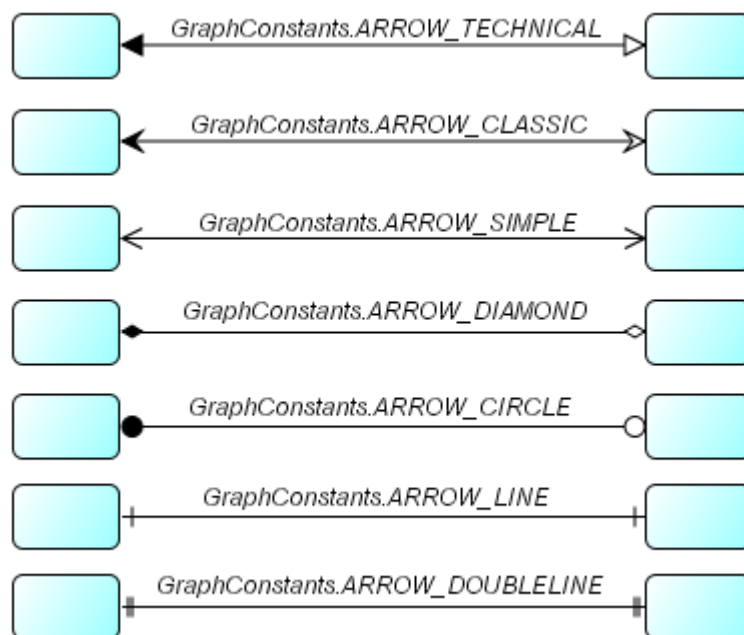 GraphConstants.ARROW_TECHNICAL
GraphConstants.ARROW_CLASSIC
GraphConstants.ARROW_SIMPLE
GraphConstants.ARROW_DIAMOND
GraphConstants.ARROW_CIRCLE
GraphConstants.ARROW_LINE
GraphConstants.ARROW_DOUBLELINE